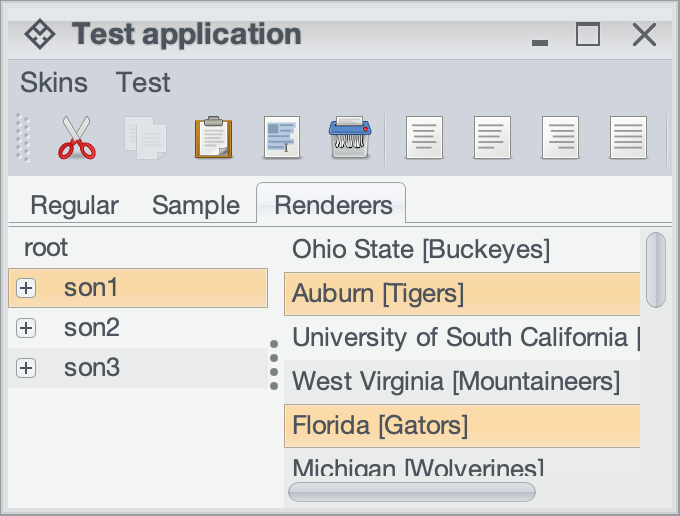 Test application
Skins Test
Regular Sample Renderers
root
son1
son2
son3
Ohio State [Buckeyes]
Auburn [Tigers]
University of South California [
West Virginia [Mountaineers]
Florida [Gators]
Michigan [Wolverines]